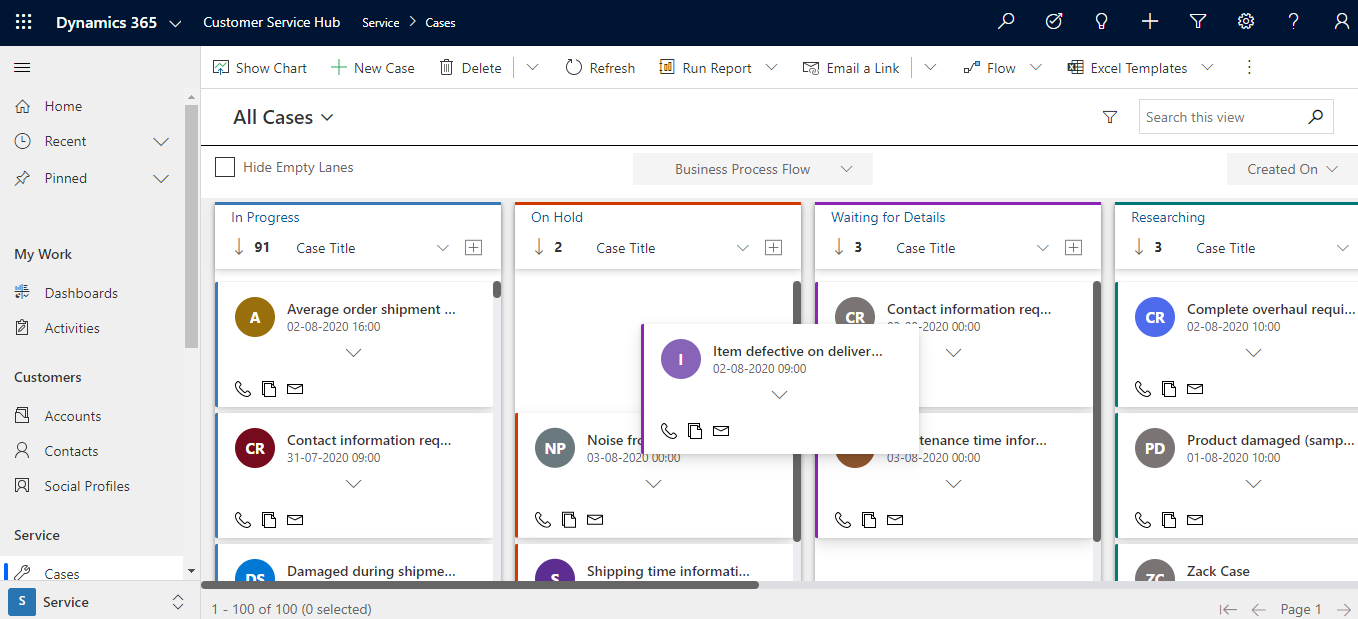 Dynamics 365 Customer Service Hub Service > Cases
Show Chart New Case Delete Refresh Run Report Email a Link Flow Excel Templates
Home
Recent
Pinned
My Work
Dashboards
Activities
Customers
Accounts
Contacts
Social Profiles
Service
Cases
S Service
All Cases
Search this view
Hide Empty Lanes
Business Process Flow
Created On
In Progress
91 Case Title
A Average order shipment ...
02-08-2020 16:00
CR Contact information req...
31-07-2020 09:00
DS Damaged during shipme...
On Hold
2 Case Title
NP Noise fro
03-08-2020 00:00
S Shipping time informati...
I Item defective on deliver...
02-08-2020 09:00
Waiting for Details
3 Case Title
CR Contact information req...
00:00
tenance time infor...
03-08-2020 00:00
Researching
3 Case Title
CR Complete overhaul requi...
02-08-2020 10:00
PD Product damaged (samp...
01-08-2020 10:00
ZC Zack Case
1 - 100 of 100 (0 selected)
Page 1